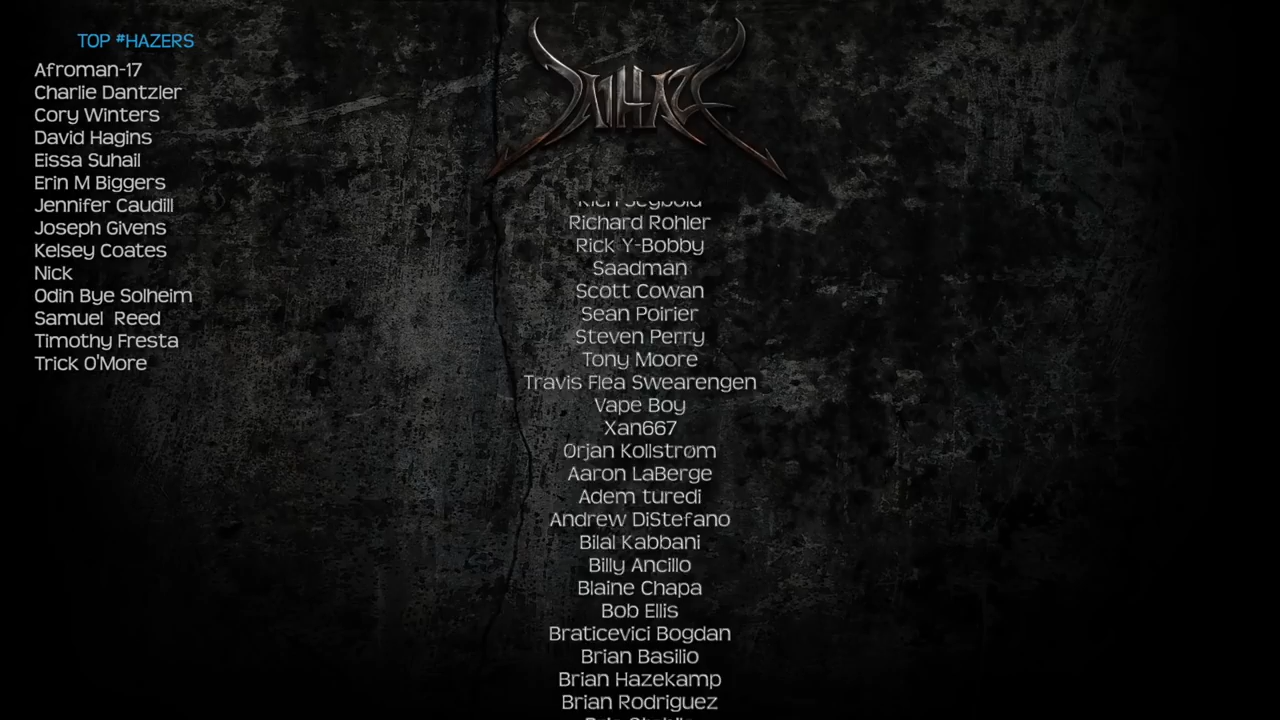 TOP #HAZERS
Afroman-17
Charlie Dantzler
Cory Winters
David Hagins
Eissa Suhail
Erin M Biggers
Jennifer Caudill
Joseph Givens
Kelsey Coates
Nick
Odin Bye Solheim
Samuel Reed
Timothy Fresta
Trick O'More
Richard Rohler
Rick Y-Bobby
Saadman
Scott Cowan
Sean Poirier
Steven Perry
Tony Moore
Travis Flea Swearengen
Vape Boy
Xan667
Orjan Kollstrøm
Aaron LaBerge
Adem turedi
Andrew DiStefano
Bilal Kabbani
Billy Ancillo
Blaine Chapa
Bob Ellis
Braticevici Bogdan
Brian Basilio
Brian Hazekamp
Brian Rodriguez